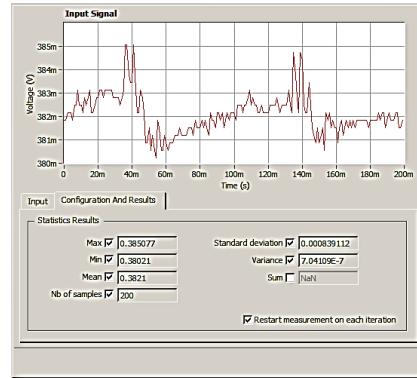 Input Signal
385m
384m
383m
382m
381m
380m
Voltage (V)
0 20m 40m 60m 80m 100m 120m 140m 160m 180m 200m
Time (s)
Input Configuration And Results
Statistics Results
Max 0.385077 Standard deviation 0.000839112
Min 0.38021 Variance 7.04109E-7
Mean 0.3821 Sum NaN
Nb of samples 200
Restart measurement on each iteration